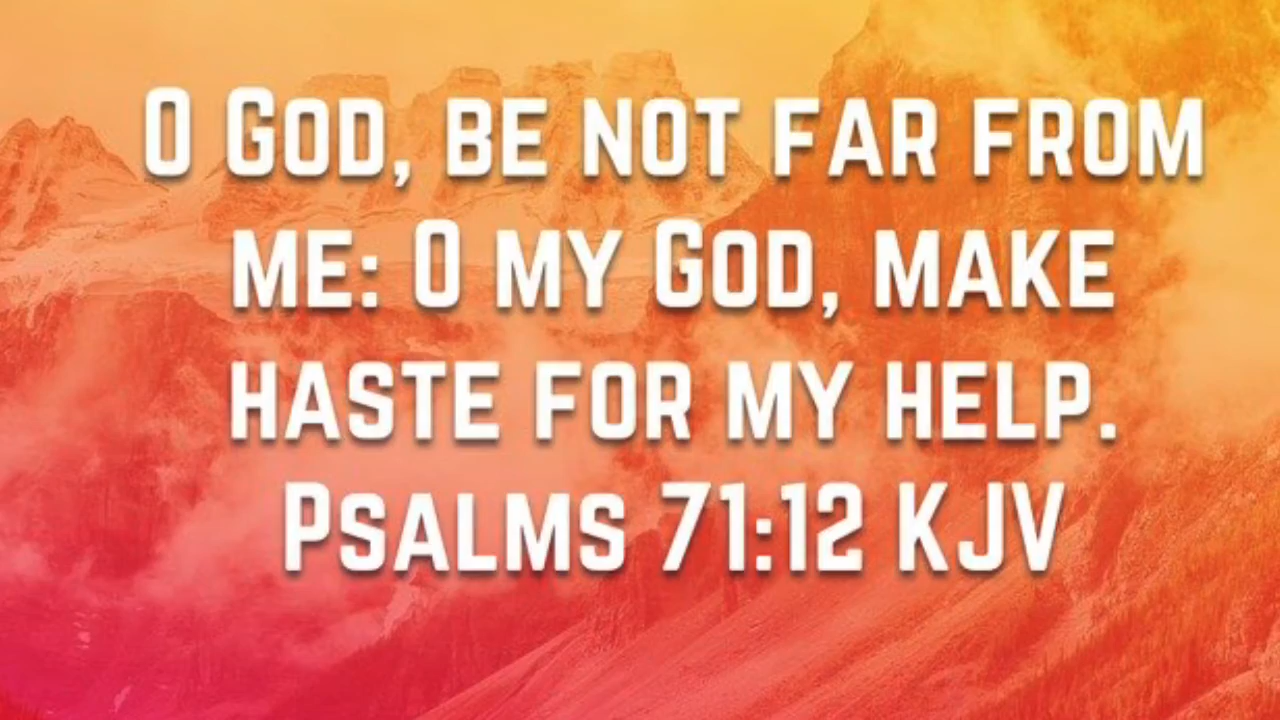 O God, be not far from
me: O my God, make
haste for my help.
Psalms 71:12 KJV